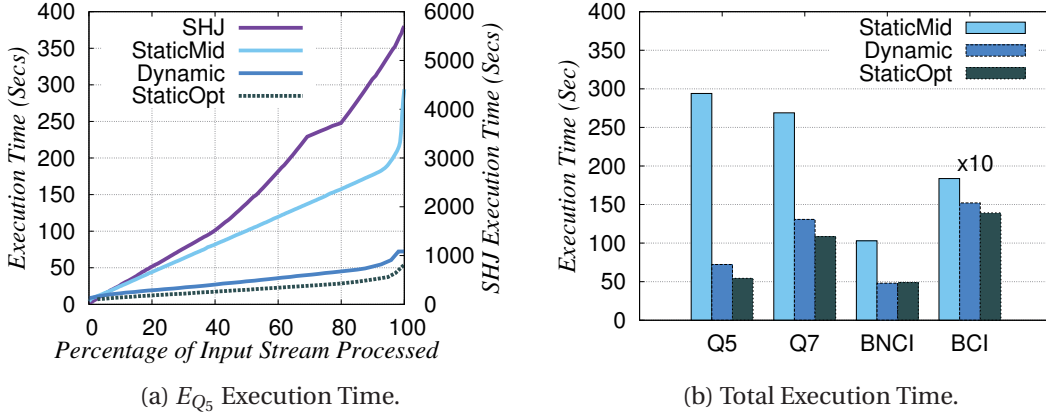 400
350
300
250
200
150
100
50
0
Execution Time (Secs)
SHJ
StaticMid
Dynamic
StaticOpt
6000
5000
4000
3000
2000
1000
0
SHJ Execution Time (Secs)
0 20 40 60 80 100
Percentage of Input Stream Processed
(a) E_{Q_5} Execution Time.
400
350
300
250
200
150
100
50
0
Execution Time (Sec)
StaticMid
Dynamic
StaticOpt
x10
Q5 Q7 BNCI BCI
(b) Total Execution Time.